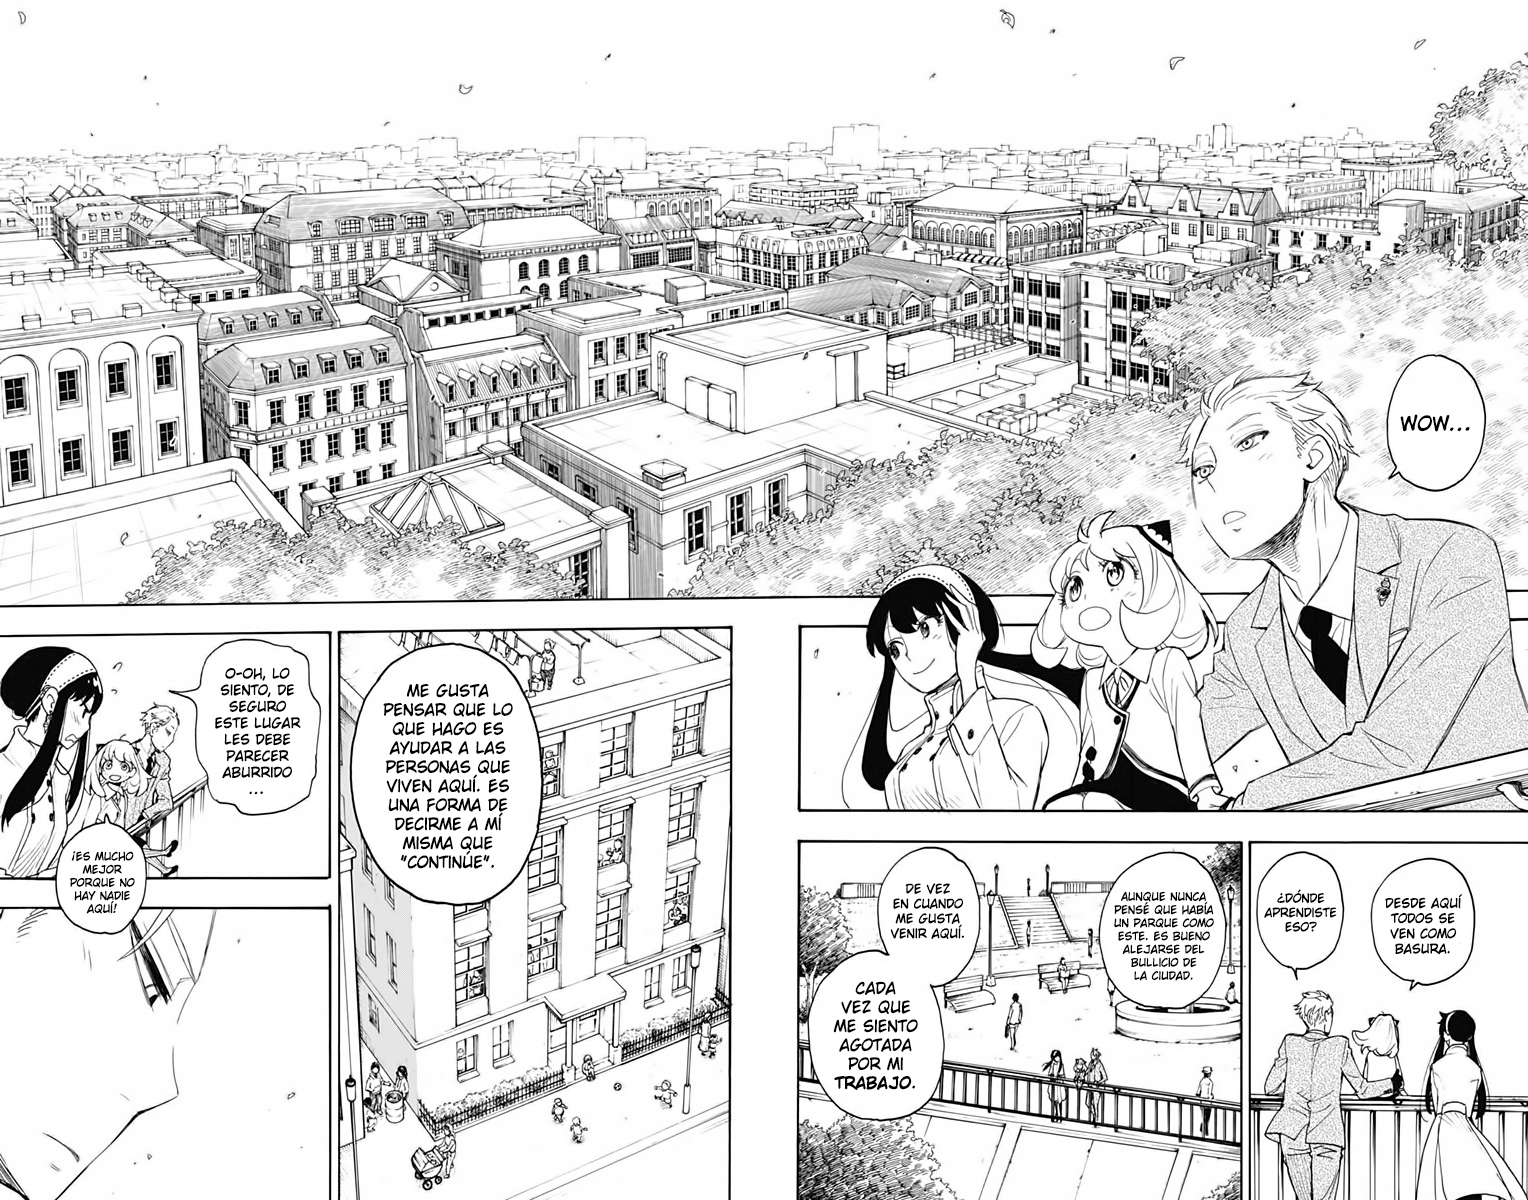 WOW...
DESDE AQUÍ
TODOS SE
VEN COMO
BASURA.
¿DÓNDE
APRENDISTE
ESO?
AUNQUE NUNCA
PENSÉ QUE HABÍA
UN PARQUE COMO
ESTE. ES BUENO
ALEJARSE DEL
BULLICIO DE
LA CIUDAD.
DE VEZ
EN CUANDO
ME GUSTA
VENIR AQUÍ.
CADA
VEZ QUE
ME SIENTO
AGOTADA
POR MI
TRABAJO.
ME GUSTA
PENSAR QUE LO
QUE HAGO ES
AYUDAR A LAS
PERSONAS QUE
VIVEN AQUÍ. ES
UNA FORMA DE
DECIRME A MÍ
MISMA QUE
"CONTINÚE".
O-OH, LO
SIENTO, DE
SEGURO
ESTE LUGAR
LES DEBE
PARECER
ABURRIDO
...
¡ES MUCHO
MEJOR
PORQUE NO
HAY NADIE
AQUÍ!